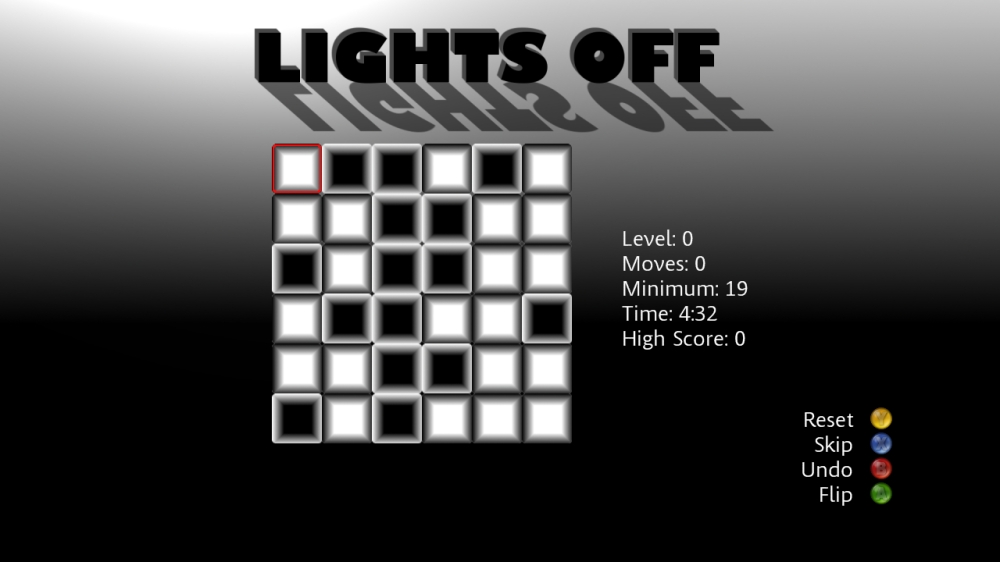 LIGHTS OFF
Level: 0
Moves: 0
Minimum: 19
Time: 4:32
High Score: 0
Reset
Skip
Undo
Flip